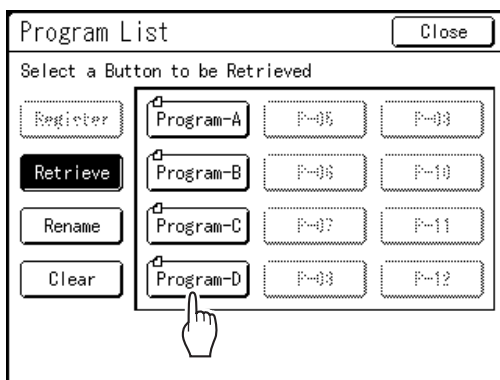 Program List
Close
Select a Button to be Retrieved
Register
Program-A
P-05
P-09
Retrieve
Program-B
P-06
P-10
Rename
Program-C
P-07
P-11
Clear
Program-D
P-08
P-12